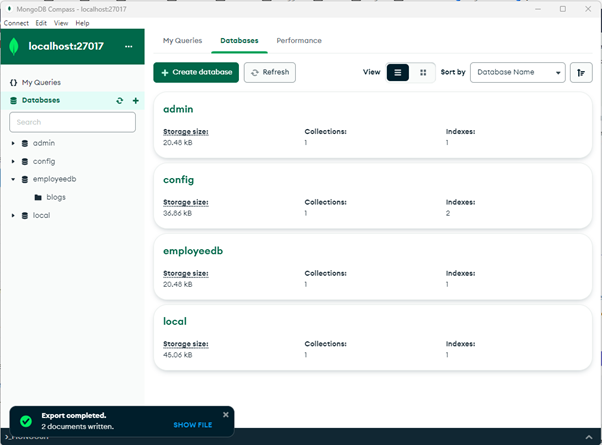 MongoDB Compass - localhost:27017
Connect Edit View Help
localhost:27017 ...
My Queries Databases Performance
{} My Queries
Databases
+ Create database
Refresh
View
Sort by
Database Name
Search
admin
config
employeedb
blogs
local
admin
Storage size: Collections: Indexes:
20.48 kB 1 1
config
Storage size: Collections: Indexes:
36.86 kB 1 2
employeedb
Storage size: Collections: Indexes:
20.48 kB 1 1
local
Storage size: Collections: Indexes:
45.06 kB 1 1
Export completed.
2 documents written.
SHOW FILE